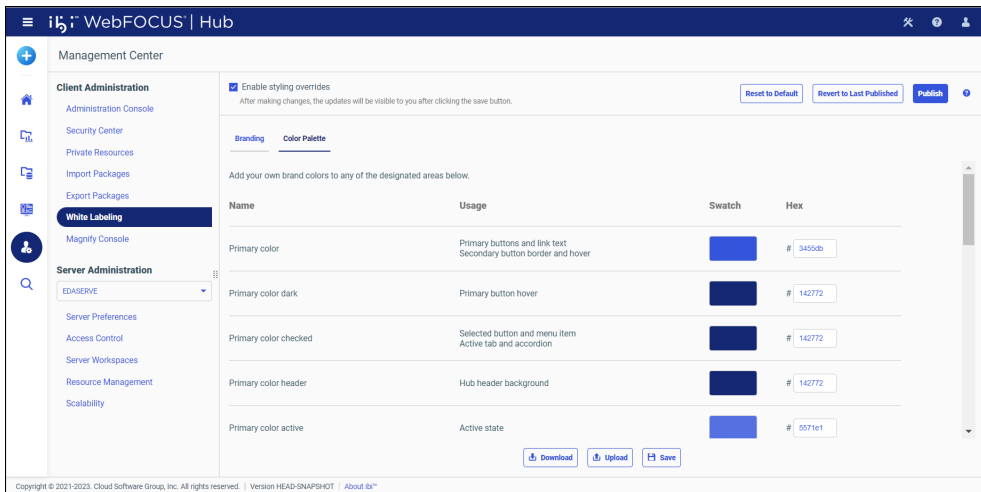 ibi™ WebFOCUS® | Hub
Management Center
Client Administration
Administration Console
Security Center
Private Resources
Import Packages
Export Packages
White Labeling
Magnify Console
Server Administration
EDASERVE
Server Preferences
Access Control
Server Workspaces
Resource Management
Scalability
Enable styling overrides
After making changes, the updates will be visible to you after clicking the save button.
Reset to Default
Revert to Last Published
Publish
Branding
Color Palette
Add your own brand colors to any of the designated areas below.
Name Usage Swatch Hex
Primary color
Primary buttons and link text
Secondary button border and hover
# 3455db
Primary color dark
Primary button hover
# 142772
Primary color checked
Selected button and menu item
Active tab and accordion
# 142772
Primary color header
Hub header background
# 142772
Primary color active
Active state
# 5571e1
Download
Upload
Save
Copyright © 2021-2023. Cloud Software Group, Inc. All rights reserved. | Version HEAD-SNAPSHOT | About ibi™